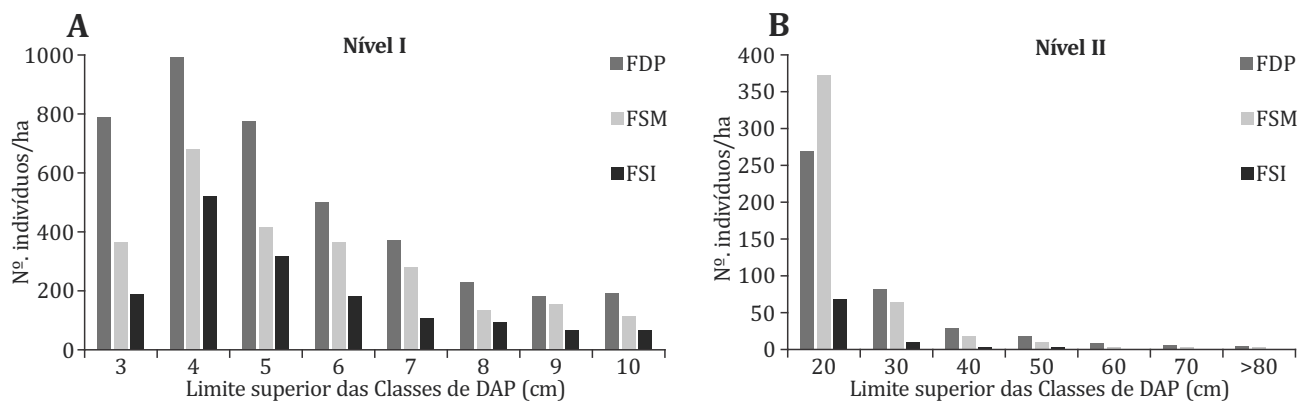 A
Nível I
Nº. indivíduos/ha
1000
800
600
400
200
0
FDP
FSM
FSI
3 4 5 6 7 8 9 10
Limite superior das Classes de DAP (cm)
B
Nível II
Nº. indivíduos/ha
400
350
300
250
200
150
100
50
0
FDP
FSM
FSI
20 30 40 50 60 70 >80
Limite superior das Classes de DAP (cm)